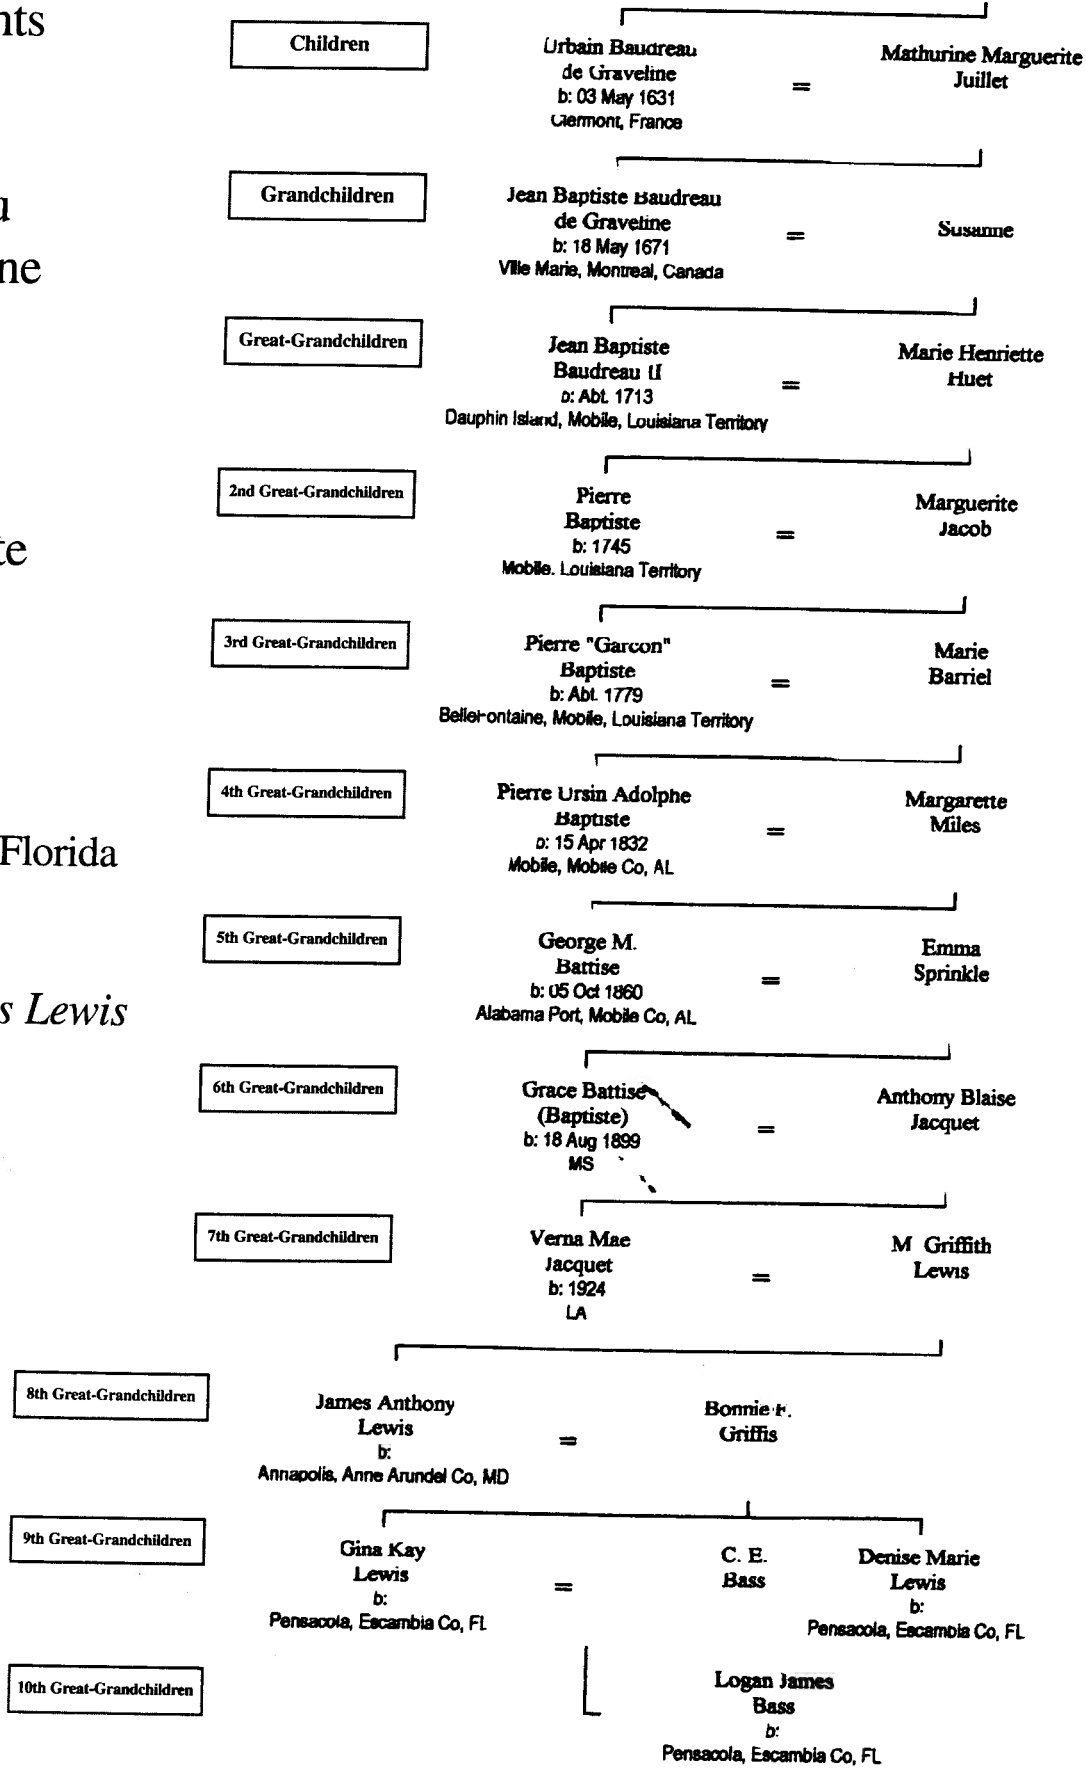 nts
Children
Urbain Baudreau
de Graveline
b: 03 May 1631
Clermont, France
=
Mathurine Marguerite
Juillet
Grandchildren
Jean Baptiste Baudreau
de Graveline
b: 18 May 1671
Ville Marie, Montreal, Canada
=
Susanne
u
ne
Great-Grandchildren
Jean Baptiste
Baudreau II
b: Abt. 1713
Dauphin Island, Mobile, Louisiana Territory
=
Marie Henriette
Huet
2nd Great-Grandchildren
Pierre
Baptiste
b: 1745
Mobile. Louisiana Territory
=
Marguerite
Jacob
te
3rd Great-Grandchildren
Pierre "Garcon"
Baptiste
b: Abt. 1779
BelleFontaine, Mobile, Louisiana Territory
=
Marie
Barriel
4th Great-Grandchildren
Pierre Ursin Adolphe
Baptiste
b: 15 Apr 1832
Mobile, Mobile Co, AL
=
Margarette
Miles
Florida
5th Great-Grandchildren
George M.
Battise
b: 05 Oct 1860
Alabama Port, Mobile Co, AL
=
Emma
Sprinkle
s Lewis
6th Great-Grandchildren
Grace Battise
(Baptiste)
b: 18 Aug 1899
MS
=
Anthony Blaise
Jacquet
7th Great-Grandchildren
Verna Mae
Jacquet
b: 1924
LA
=
M Griffith
Lewis
8th Great-Grandchildren
James Anthony
Lewis
b:
Annapolis, Anne Arundel Co, MD
=
Bonnie F.
Griffis
9th Great-Grandchildren
Gina Kay
Lewis
b:
Pensacola, Escambia Co, FL
=
C. E.
Bass
Denise Marie
Lewis
b:
Pensacola, Escambia Co, FL
10th Great-Grandchildren
Logan James
Bass
b:
Pensacola, Escambia Co, FL